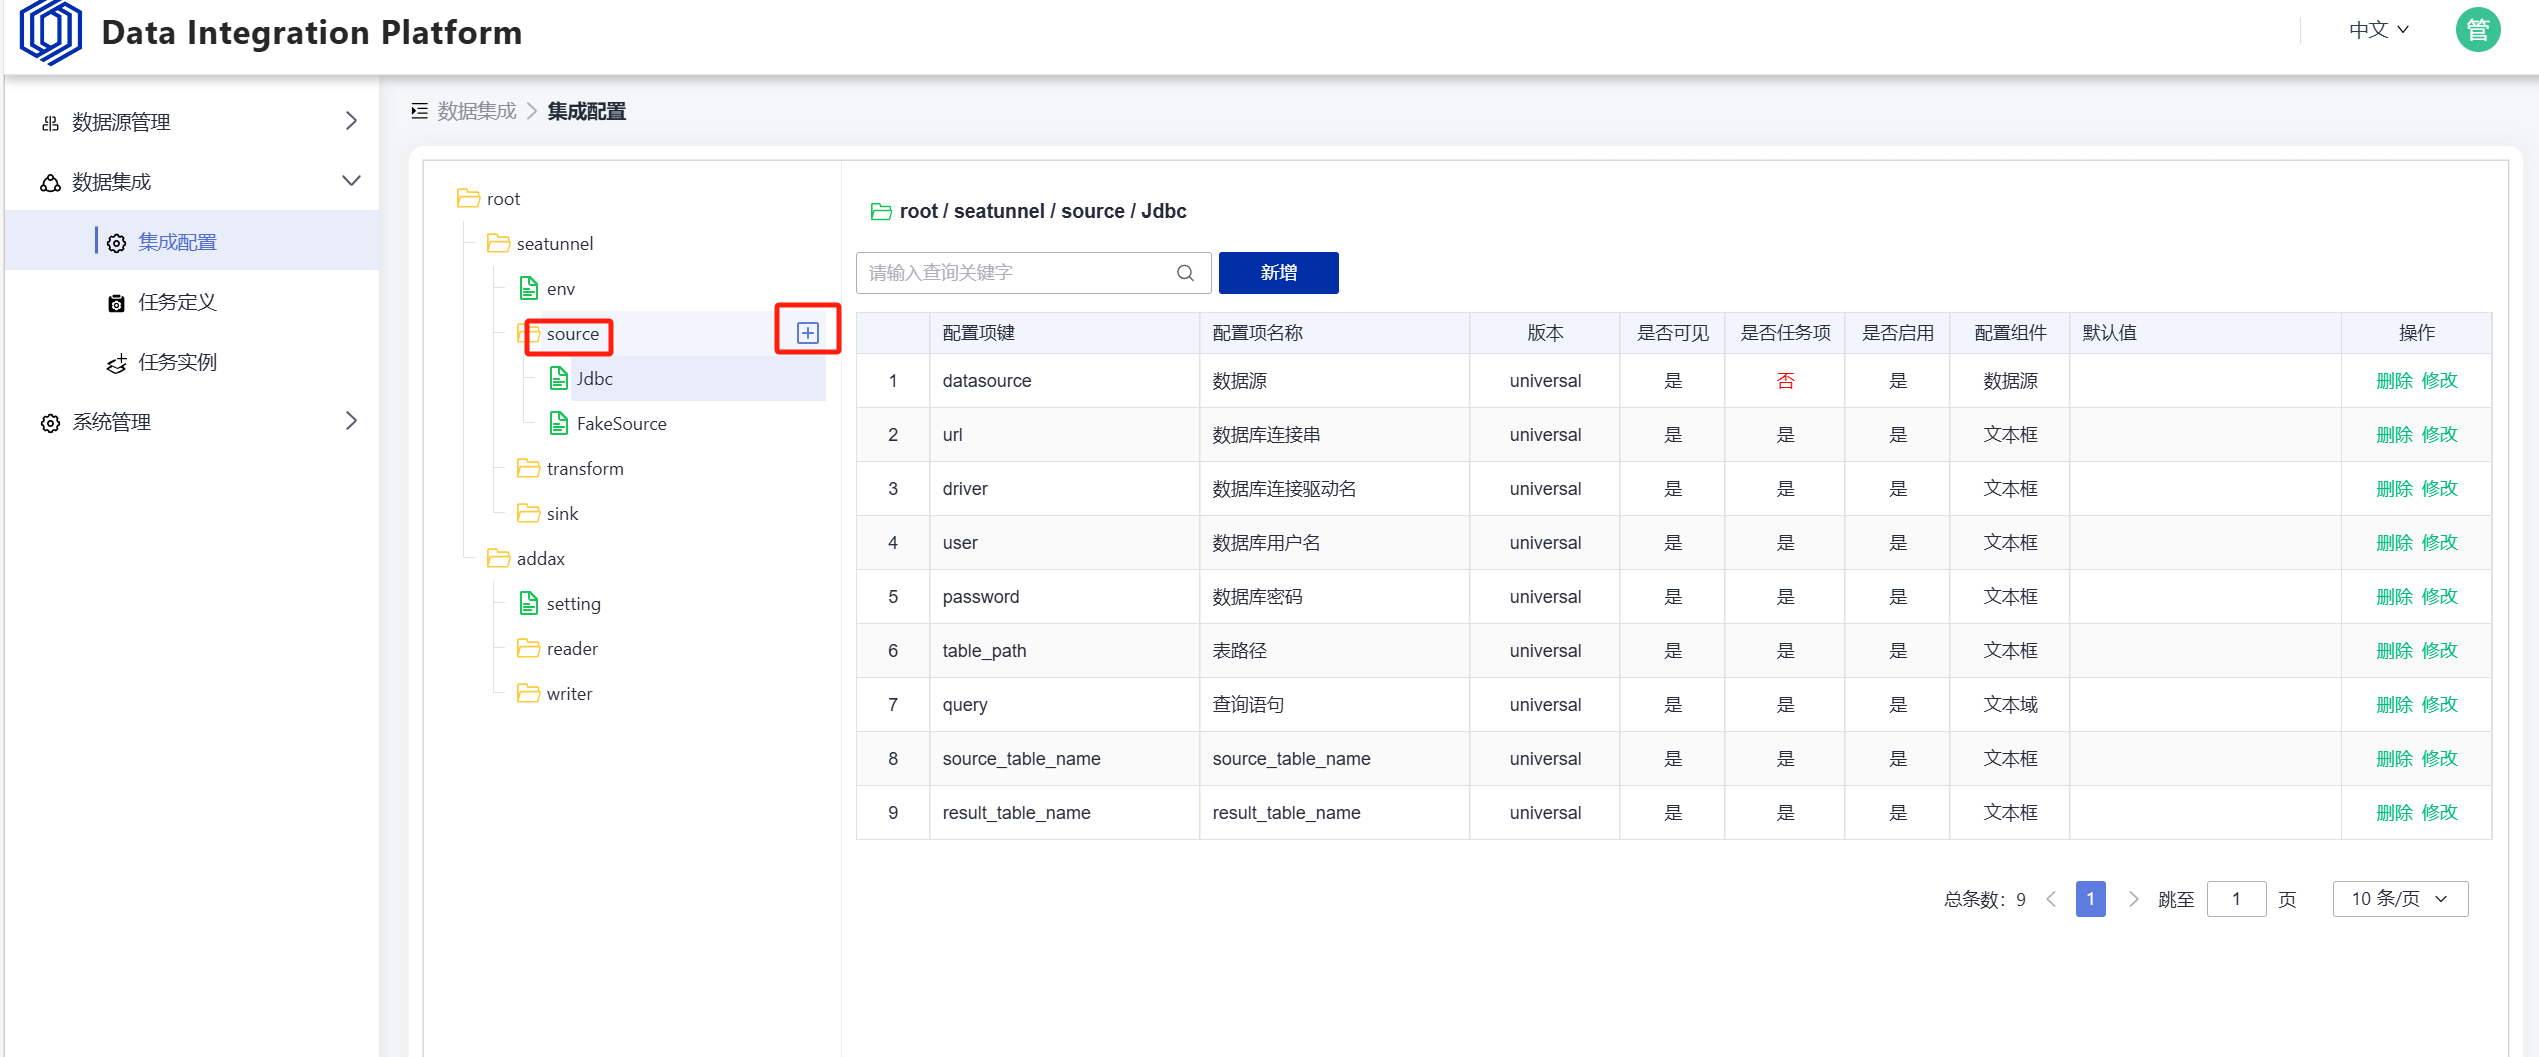 Data Integration Platform
中文
管
数据源管理
数据集成
集成配置
任务定义
任务实例
系统管理
数据集成 > 集成配置
root
seatunnel
env
source
Jdbc
FakeSource
transform
sink
addax
setting
reader
writer
root / seatunnel / source / Jdbc
请输入查询关键字
新增
配置项键 配置项名称 版本 是否可见 是否任务项 是否启用 配置组件 默认值 操作
1 datasource 数据源 universal 是 否 是 数据源 删除 修改
2 url 数据库连接串 universal 是 是 是 文本框 删除 修改
3 driver 数据库连接驱动名 universal 是 是 是 文本框 删除 修改
4 user 数据库用户名 universal 是 是 是 文本框 删除 修改
5 password 数据库密码 universal 是 是 是 文本框 删除 修改
6 table_path 表路径 universal 是 是 是 文本框 删除 修改
7 query 查询语句 universal 是 是 是 文本域 删除 修改
8 source_table_name source_table_name universal 是 是 是 文本框 删除 修改
9 result_table_name result_table_name universal 是 是 是 文本框 删除 修改
总条数：9 < 1 > 跳至 1 页 10 条/页